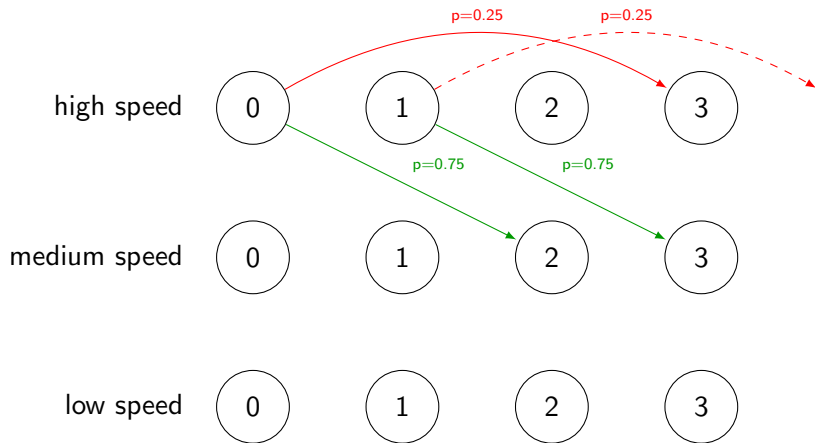 p=0.25 p=0.25
high speed 0 1 2 3
p=0.75 p=0.75
medium speed 0 1 2 3
low speed 0 1 2 3